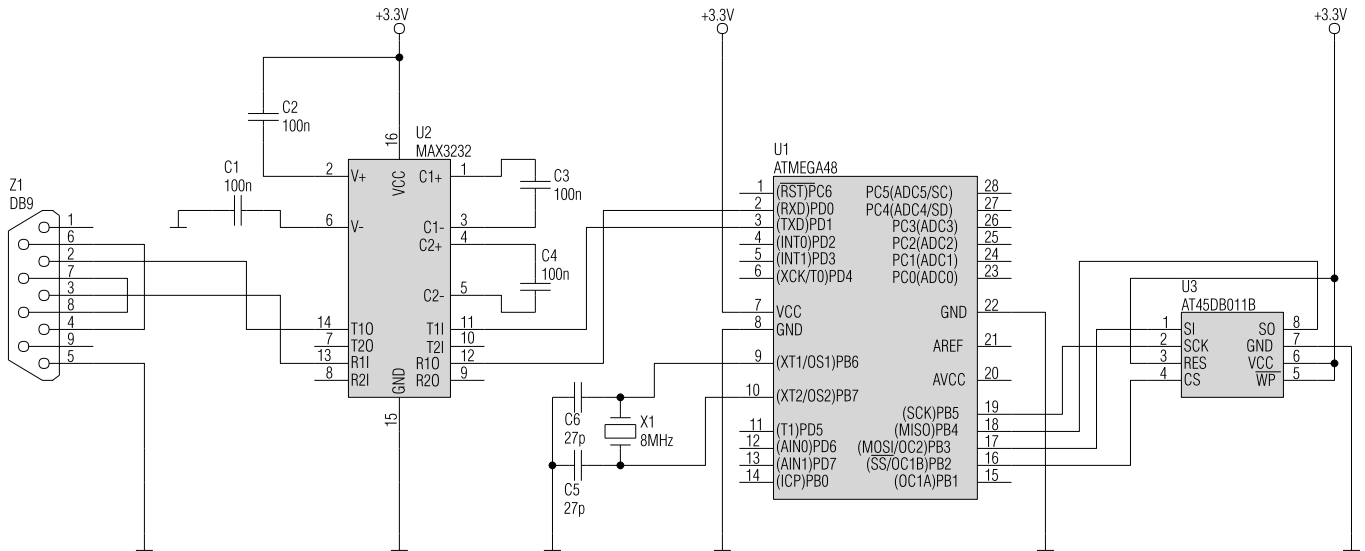 +3.3V
+3.3V
+3.3V
C2
100n
16
U2
MAX3232
C1
100n
2
V+
VCC
C1+
1
C3
100n
6
V-
C1-
3
C2+
4
C4
100n
C2-
5
14
T1O
T1I
11
7
T2O
T2I
10
13
R1I
R1O
12
8
R2I
R2O
9
GND
15
Z1
DB9
1
6
2
7
3
8
4
9
5
U1
ATMEGA48
1
(RST)PC6
PC5(ADC5/SC)
28
2
(RXD)PD0
PC4(ADC4/SD)
27
3
(TXD)PD1
PC3(ADC3)
26
4
(INT0)PD2
PC2(ADC2)
25
5
(INT1)PD3
PC1(ADC1)
24
6
(XCK/T0)PD4
PC0(ADC0)
23
7
VCC
GND
22
8
GND
AREF
21
9
(XT1/OS1)PB6
AVCC
20
10
(XT2/OS2)PB7
(SCK)PB5
19
(MISO)PB4
18
11
(T1)PD5
(MOSI/OC2)PB3
17
12
(AIN0)PD6
(SS/OC1B)PB2
16
13
(AIN1)PD7
(OC1A)PB1
15
14
(ICP)PB0
C6
27p
X1
8MHz
C5
27p
U3
AT45DB011B
1
SI
SO
8
2
SCK
GND
7
3
RES
VCC
6
4
CS
WP
5